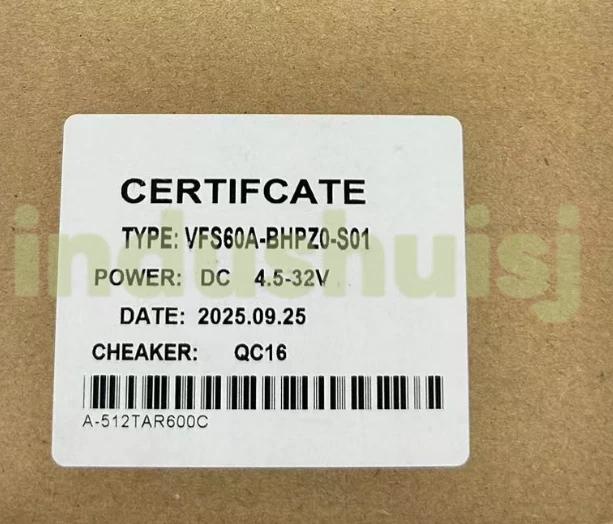 CERTIFCATE
TYPE: VFS60A-BHPZ0-S01
indushuisj
POWER: DC 4.5-32V
DATE: 2025.09.25
CHEAKER: QC16
A-512TAR600C